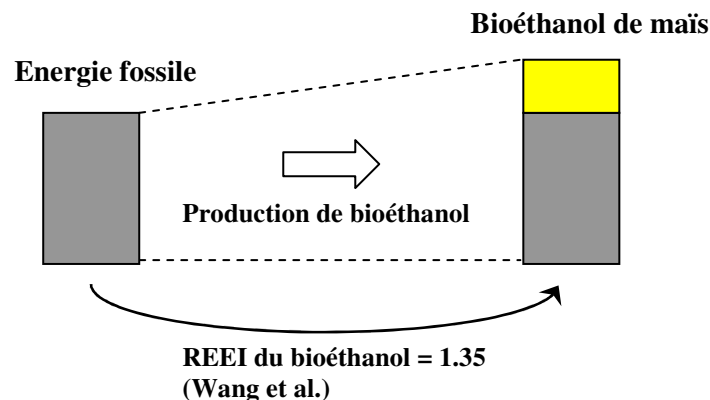 Bioéthanol de maïs
Energie fossile
Production de bioéthanol
REEI du bioéthanol = 1.35
(Wang et al.)